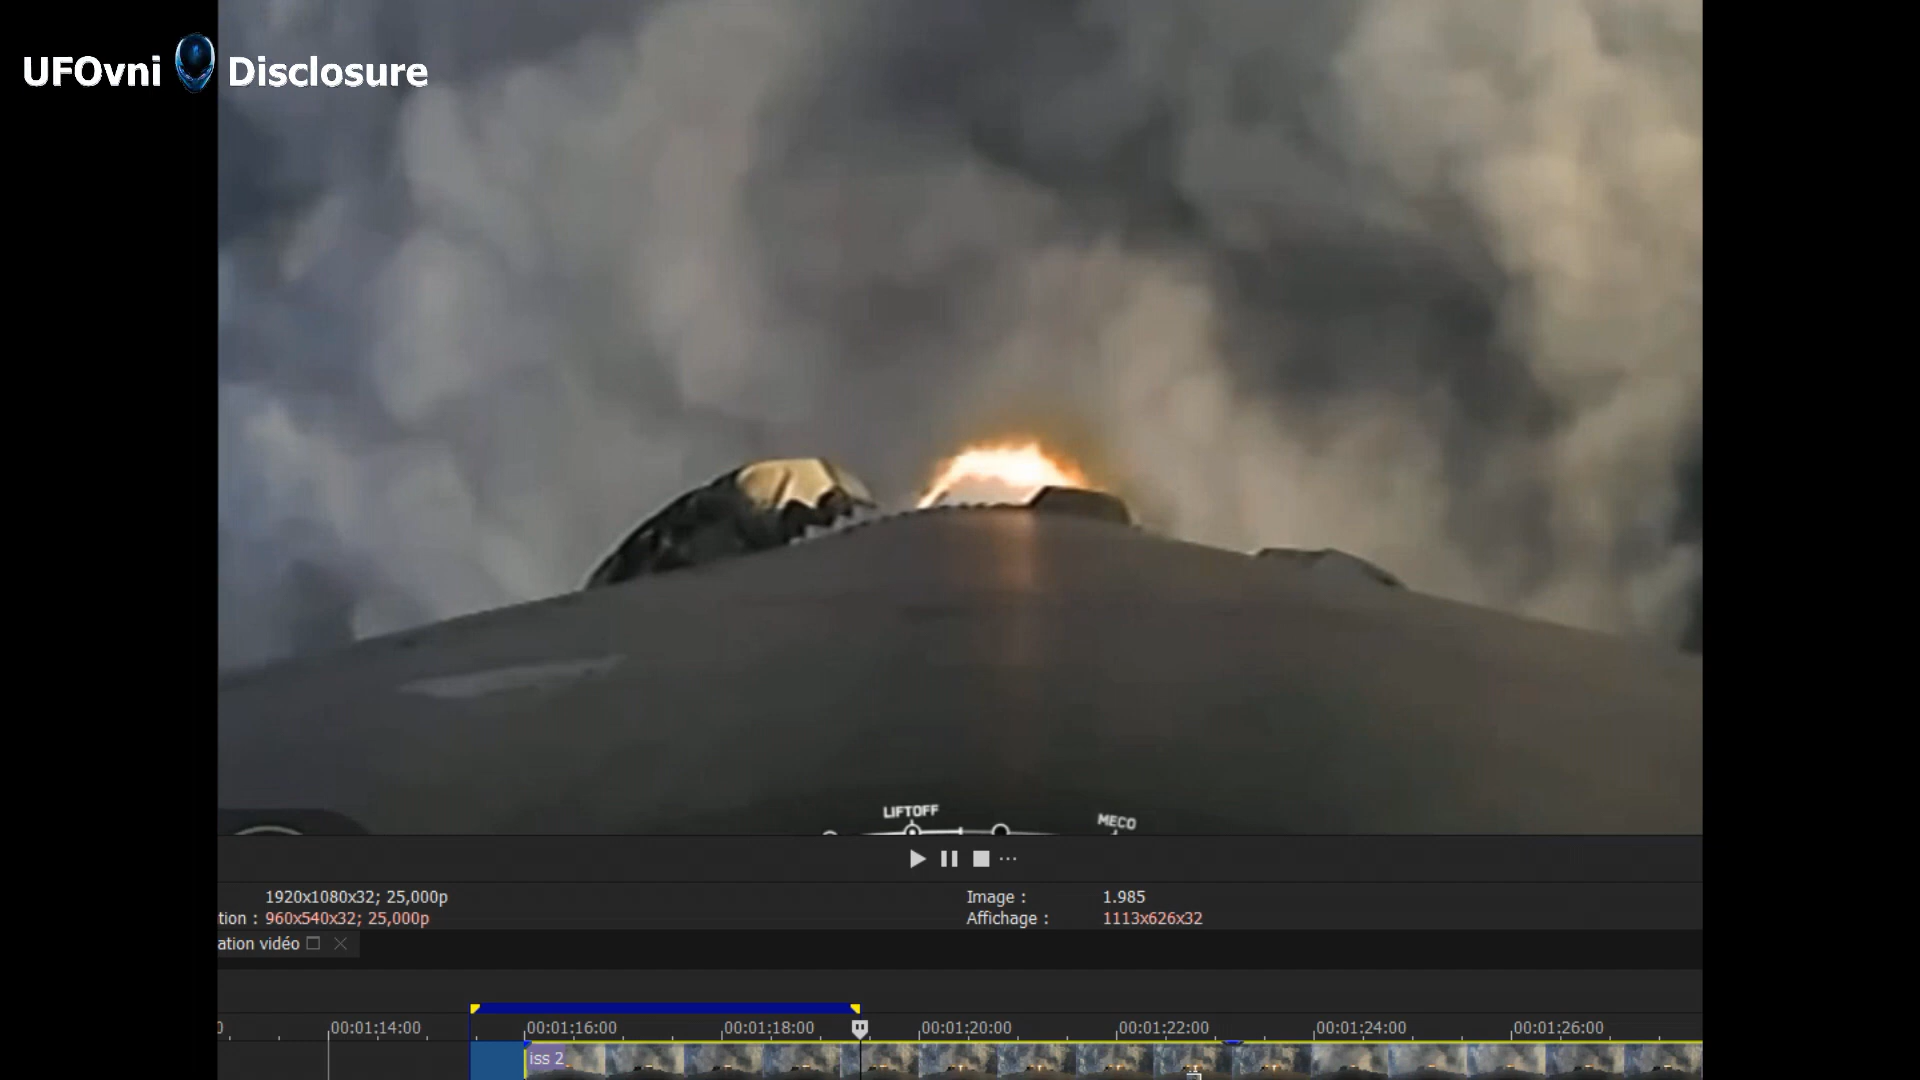 UFOvni Disclosure
LIFTOFF
MECO
1920x1080x32; 25,000p
Image :
1.985
tion : 960x540x32; 25,000p
Affichage :
1113x626x32
ation vidéo
00:01:14:00
00:01:16:00
00:01:18:00
00:01:20:00
00:01:22:00
00:01:24:00
00:01:26:00
iss 2